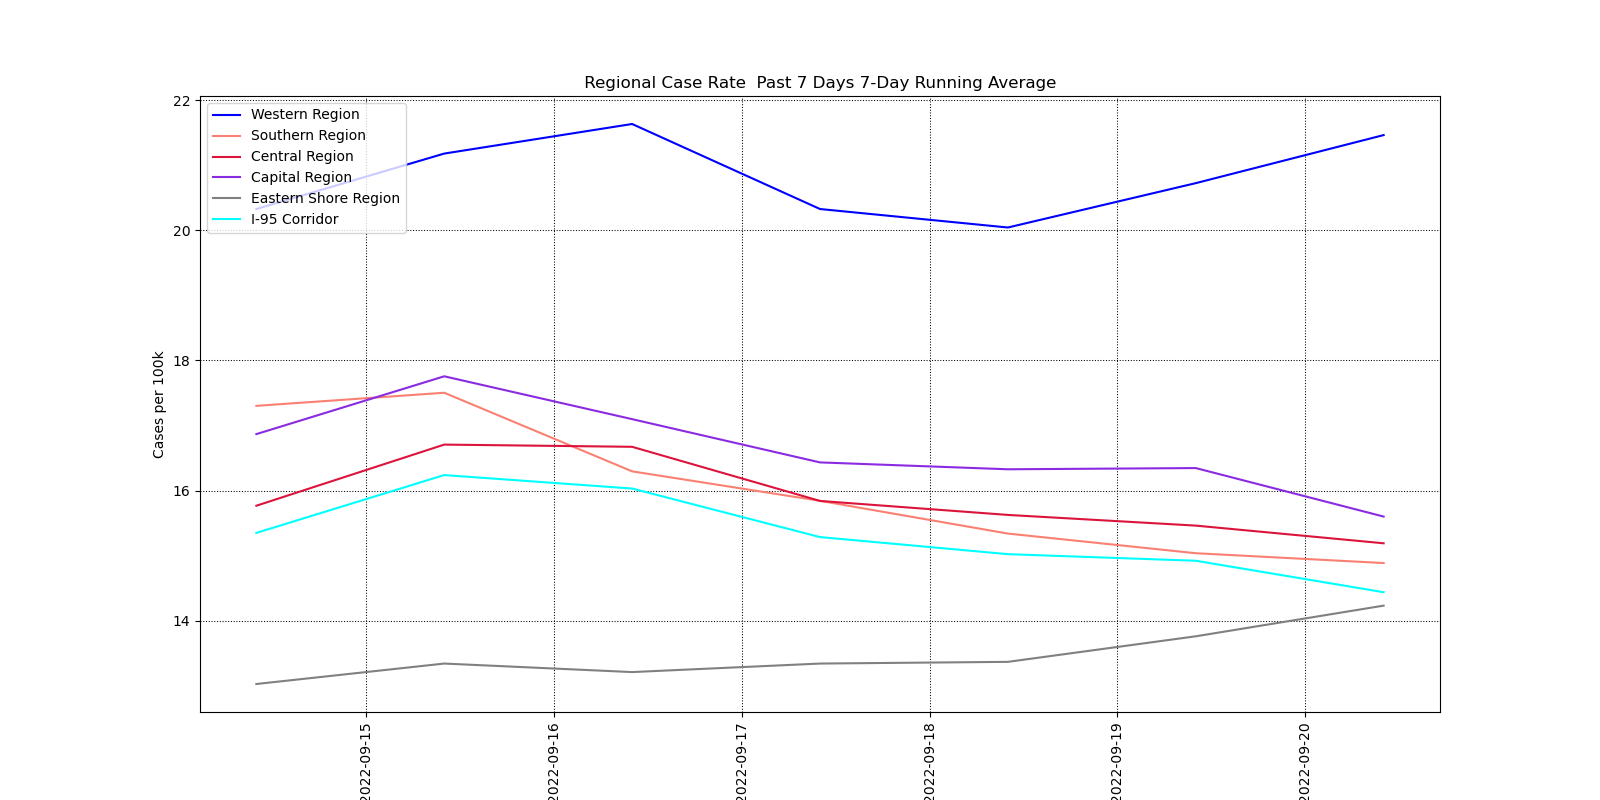 Regional Case Rate  Past 7 Days 7-Day Running Average
22
20
18
16
14
Cases per 100k
Western Region
Southern Region
Central Region
Capital Region
Eastern Shore Region
I-95 Corridor
2022-09-15
2022-09-16
2022-09-17
2022-09-18
2022-09-19
2022-09-20